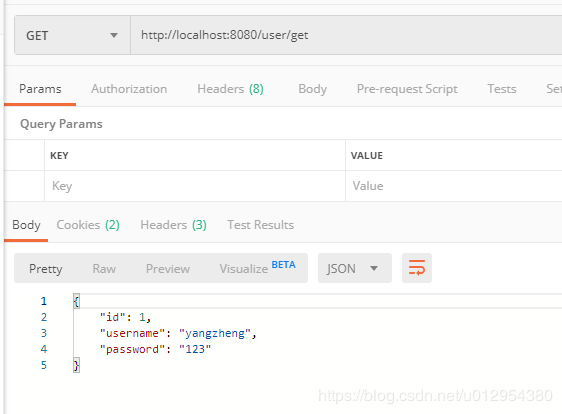 GET http://localhost:8080/user/get
Params Authorization Headers (8) Body Pre-request Script Tests Set
Query Params
KEY VALUE
Key Value
Body Cookies (2) Headers (3) Test Results
Pretty Raw Preview Visualize BETA JSON
1 {
2 "id": 1,
3 "username": "yangzheng",
4 "password": "123"
5 }
https://blog.csdn.net/u012954380